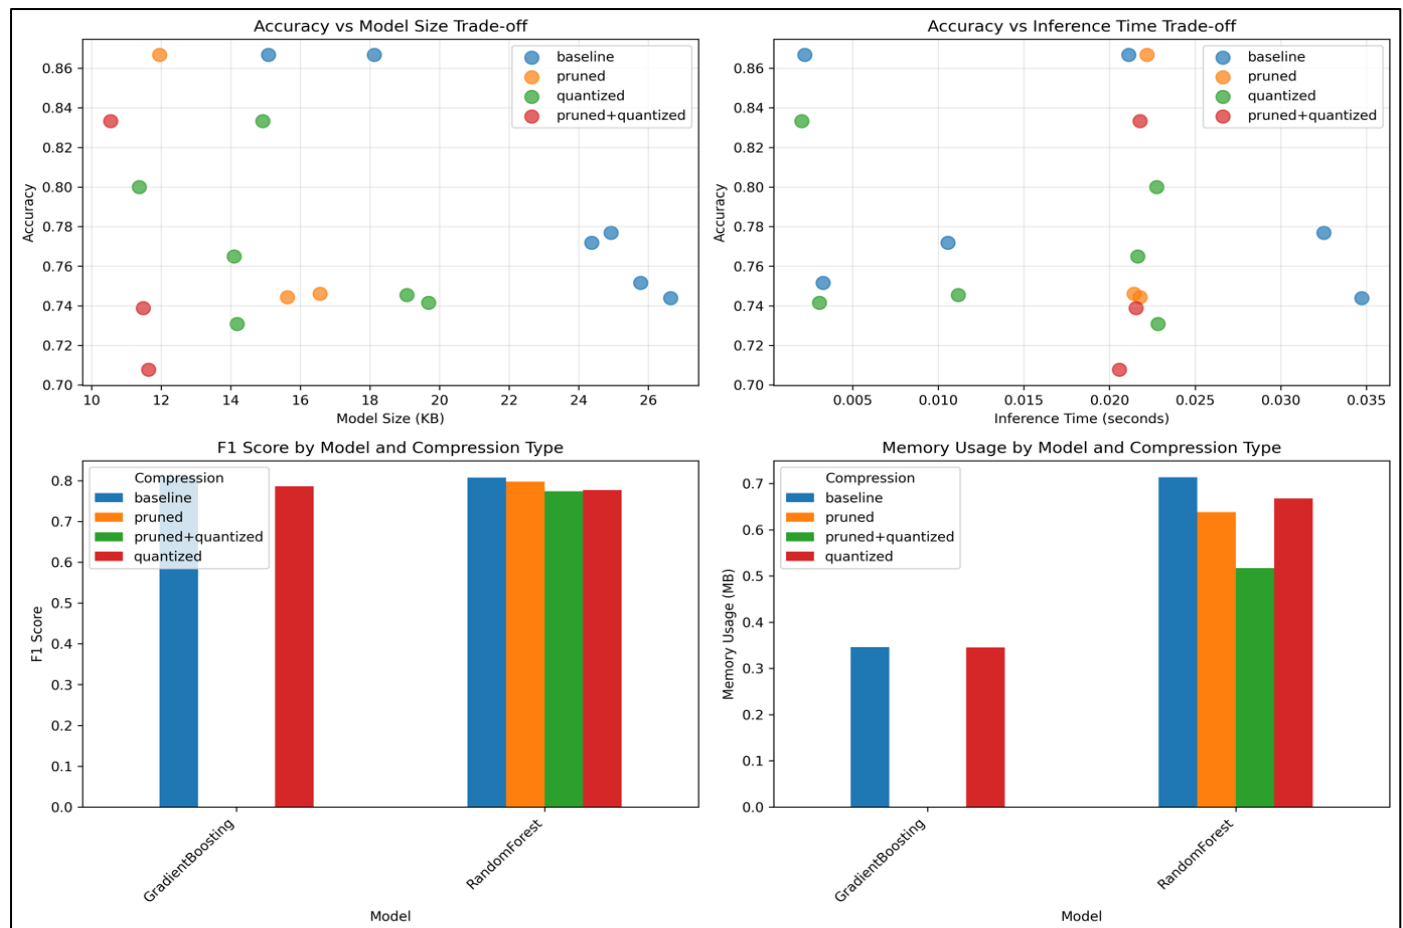 Accuracy vs Model Size Trade-off
0.86
0.84
0.82
0.80
0.78
0.76
0.74
0.72
0.70
Accuracy
baseline
pruned
quantized
pruned+quantized
10 12 14 16 18 20 22 24 26
Model Size (KB)
Accuracy vs Inference Time Trade-off
0.86
0.84
0.82
0.80
0.78
0.76
0.74
0.72
0.70
Accuracy
baseline
pruned
quantized
pruned+quantized
0.005 0.010 0.015 0.020 0.025 0.030 0.035
Inference Time (seconds)
F1 Score by Model and Compression Type
0.8
0.7
0.6
0.5
0.4
0.3
0.2
0.1
0.0
F1 Score
Compression
baseline
pruned
pruned+quantized
quantized
GradientBoosting
RandomForest
Model
Memory Usage by Model and Compression Type
0.7
0.6
0.5
0.4
0.3
0.2
0.1
0.0
Memory Usage (MB)
Compression
baseline
pruned
pruned+quantized
quantized
GradientBoosting
RandomForest
Model